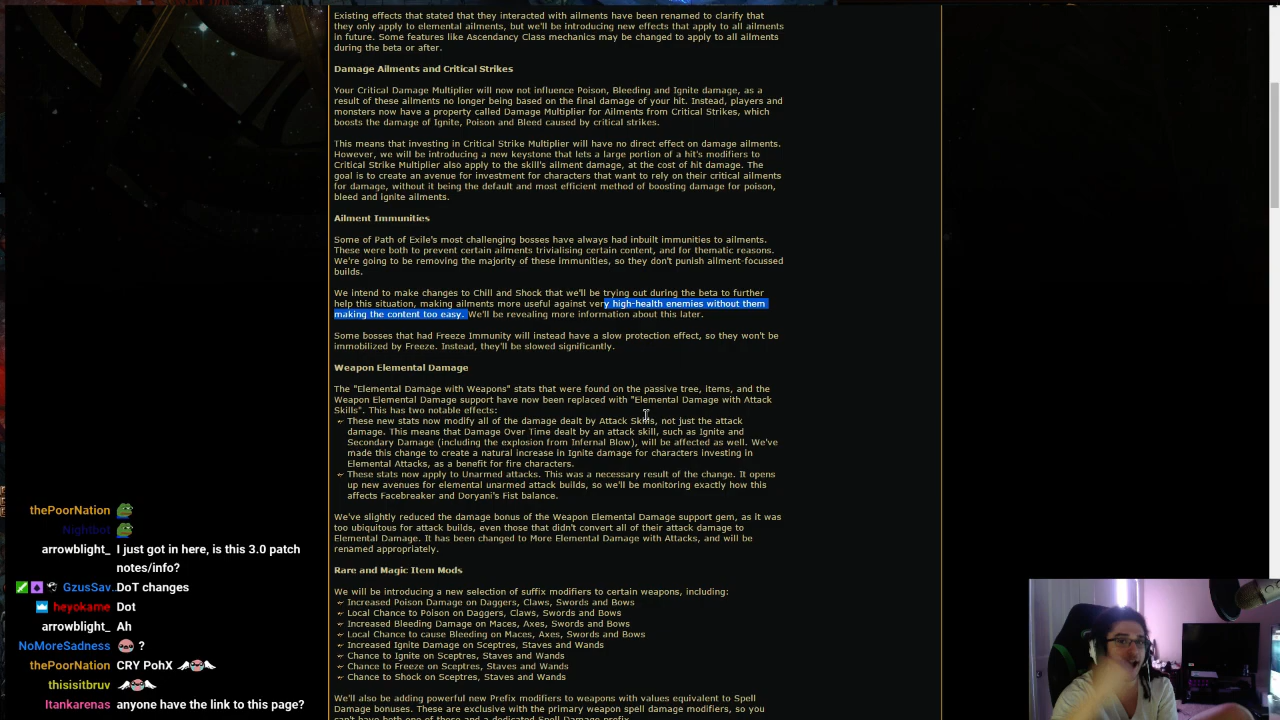 Existing effects that stated that they interacted with ailments have been renamed to clarify that
they only apply to elemental ailments, but we'll be introducing new effects that apply to all ailments
in future. Some features like Ascendancy Class mechanics may be changed to apply to all ailments
during the beta or after.
Damage Ailments and Critical Strikes
Your Critical Damage Multiplier will now not influence Poison, Bleeding and Ignite damage, as a
result of these ailments no longer being based on the final damage of your hit. Instead, players and
monsters now have a property called Damage Multiplier for Ailments from Critical Strikes, which
boosts the damage of Ignite, Poison and Bleed caused by critical strikes.
This means that investing in Critical Strike Multiplier will have no direct effect on damage ailments.
However, we will be introducing a new keystone that lets a large portion of a hit's modifiers to
Critical Strike Multiplier also apply to the skill's ailment damage, at the cost of hit damage. The
goal is to create an avenue for investment for characters that want to rely on their critical ailments
for damage, without it being the default and most efficient method of boosting damage for poison,
bleed and ignite ailments.
Ailment Immunities
Some of Path of Exile's most challenging bosses have always had inbuilt immunities to ailments.
These were both to prevent certain ailments trivialising certain content, and for thematic reasons.
We're going to be removing the majority of these immunities, so they don't punish ailment-focussed
builds.
We intend to make changes to Chill and Shock that we'll be trying out during the beta to further
help this situation, making ailments more useful against very high-health enemies without them
making the content too easy. We'll be revealing more information about this later.
Some bosses that had Freeze Immunity will instead have a slow protection effect, so they won't be
immobilized by Freeze. Instead, they'll be slowed significantly.
Weapon Elemental Damage
The "Elemental Damage with Weapons" stats that were found on the passive tree, items, and the
Weapon Elemental Damage support have now been replaced with "Elemental Damage with Attack
Skills". This has two notable effects:
These new stats now modify all of the damage dealt by Attack Skills, not just the attack
damage. This means that Damage Over Time dealt by an attack skill, such as Ignite and
Secondary Damage (including the explosion from Infernal Blow), will be affected as well. We've
made this change to create a natural increase in Ignite damage for characters investing in
Elemental Attacks, as a benefit for fire characters.
These stats now apply to Unarmed attacks. This was a necessary result of the change. It opens
up new avenues for elemental unarmed attack builds, so we'll be monitoring exactly how this
affects Facebreaker and Doryani's Fist balance.
We've slightly reduced the damage bonus of the Weapon Elemental Damage support gem, as it was
too ubiquitous for attack builds, even those that didn't convert all of their attack damage to
Elemental Damage. It has been changed to More Elemental Damage with Attacks, and will be
renamed appropriately.
Rare and Magic Item Mods
We will be introducing a new selection of suffix modifiers to certain weapons, including:
Increased Poison Damage on Daggers, Claws, Swords and Bows
Local Chance to Poison on Daggers, Claws, Swords and Bows
Increased Bleeding Damage on Maces, Axes, Swords and Bows
Local Chance to cause Bleeding on Maces, Axes, Swords and Bows
Increased Ignite Damage on Sceptres, Staves and Wands
Chance to Ignite on Sceptres, Staves and Wands
Chance to Freeze on Sceptres, Staves and Wands
Chance to Shock on Sceptres, Staves and Wands
We'll also be adding powerful new Prefix modifiers to weapons with values equivalent to Spell
Damage bonuses. These are exclusive with the primary weapon spell damage modifiers, so you
can't have both one of these and a dedicated Spell Damage prefix.
thePoorNation
Nightbot
arrowblight_ I just got in here, is this 3.0 patch
notes/info?
GzusSav.. DoT changes
heyokame Dot
arrowblight_ Ah
NoMoreSadness ?
thePoorNation CRY PohX
thisisitbruv
Itankarenas anyone have the link to this page?